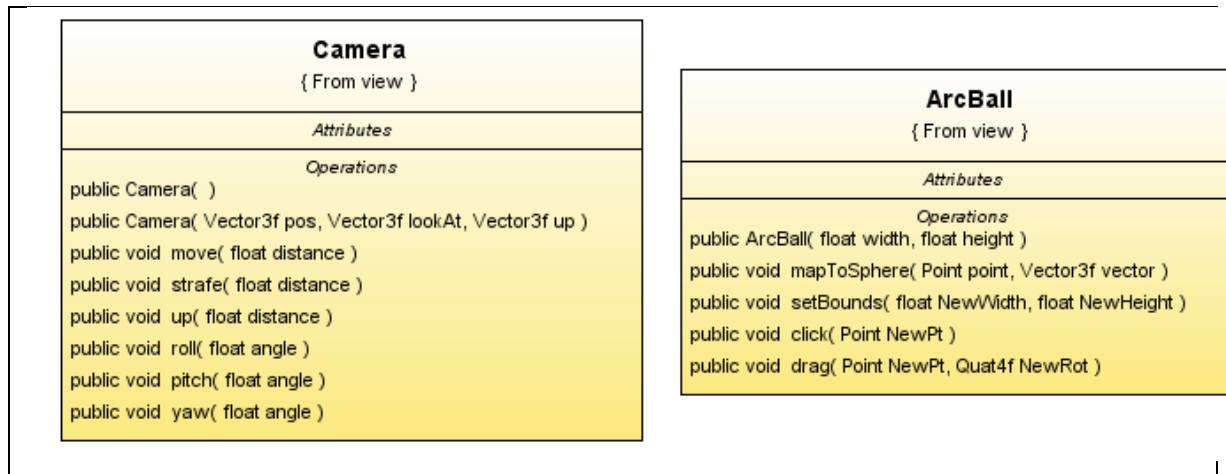 Camera
{ From view }
Attributes
Operations
public Camera( )
public Camera( Vector3f pos, Vector3f lookAt, Vector3f up )
public void move( float distance )
public void strafe( float distance )
public void up( float distance )
public void roll( float angle )
public void pitch( float angle )
public void yaw( float angle )
ArcBall
{ From view }
Attributes
Operations
public ArcBall( float width, float height )
public void mapToSphere( Point point, Vector3f vector )
public void setBounds( float NewWidth, float NewHeight )
public void click( Point NewPt )
public void drag( Point NewPt, Quat4f NewRot )